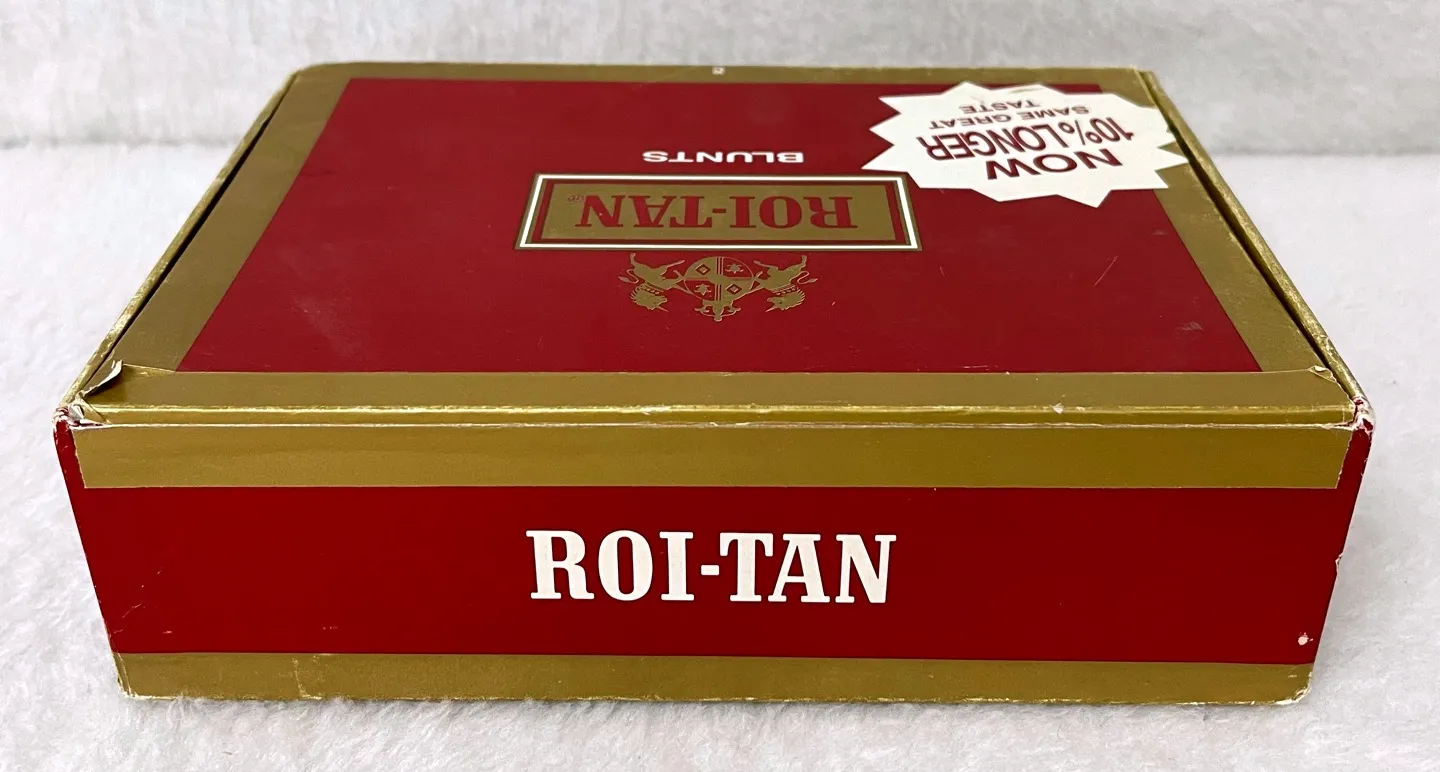 ROI-TAN
BLUNTS
NOW
10% LONGER
SAME GREAT
TASTE
ROI-TAN